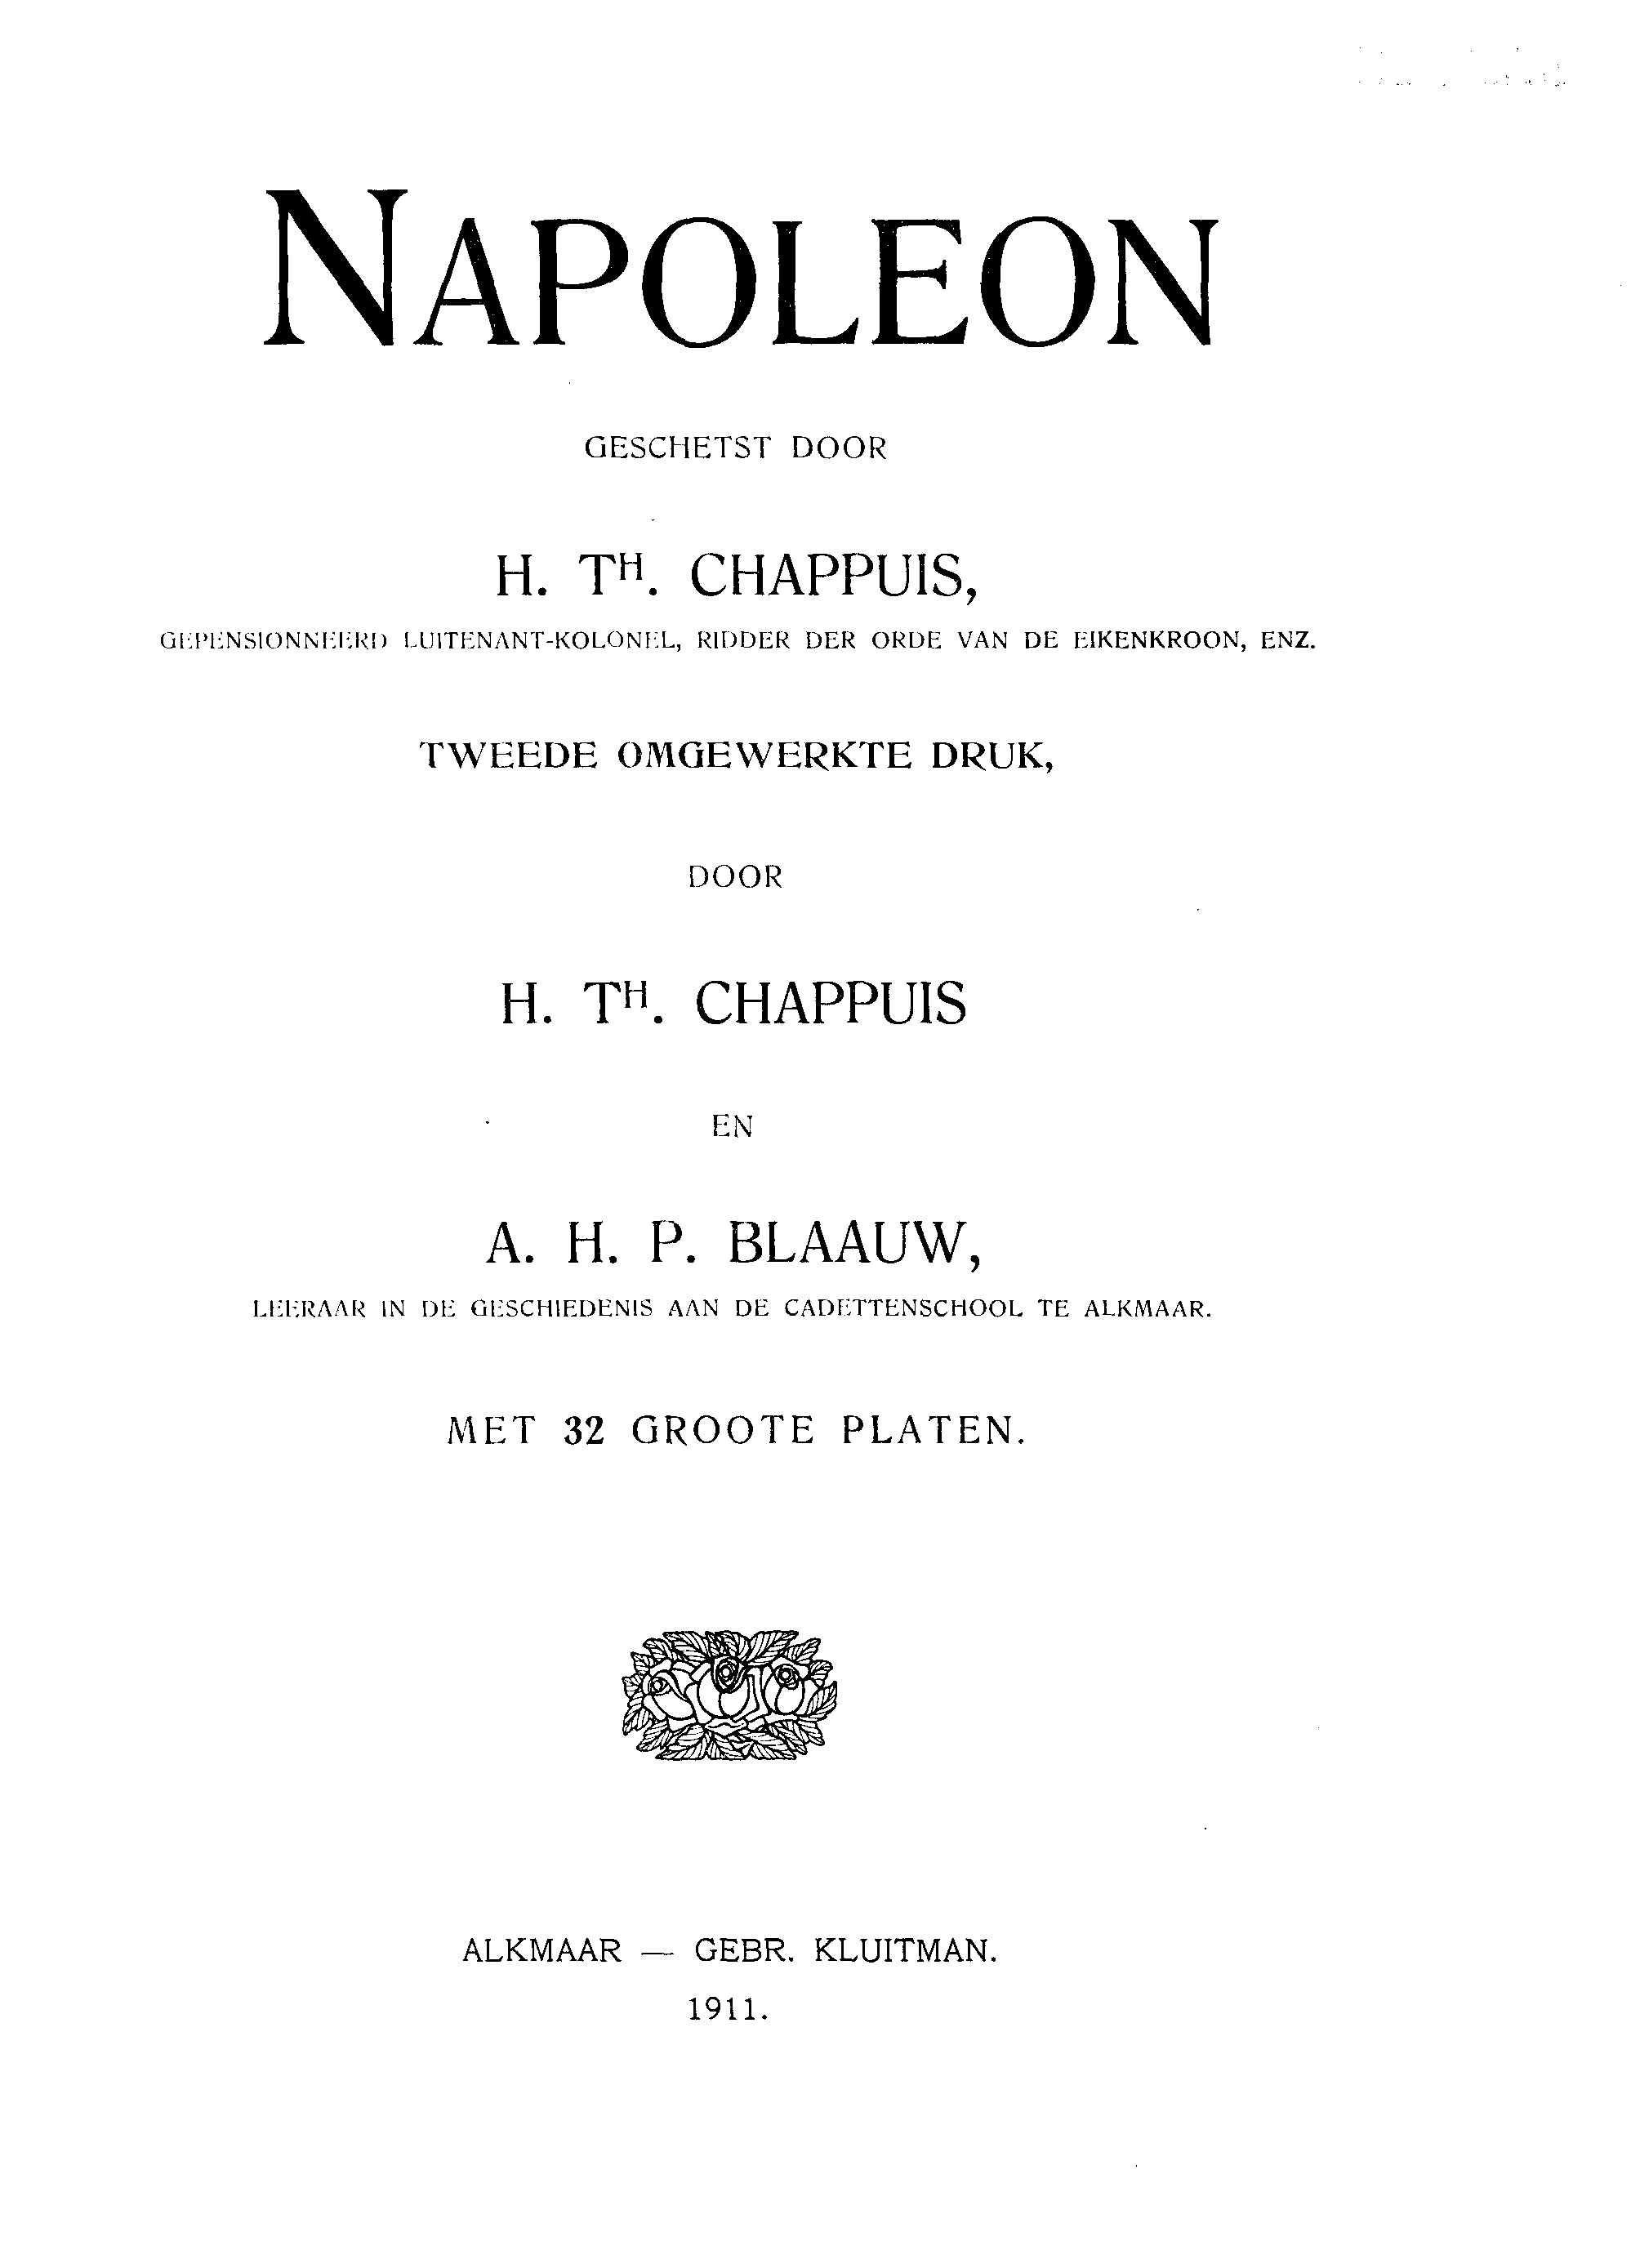 NAPOLEON
GESCHETST DOOR
H. TH. CHAPPUIS,
GEPENSIONNEERD LUITENANT-KOLONEL, RIDDER DER ORDE VAN DE EIKENKROON, ENZ.
TWEEDE OMGEWERKTE DRUK,
DOOR
H. TH. CHAPPUIS
EN
A. H. P. BLAAUW,
LEERAAR IN DE GESCHIEDENIS AAN DE CADETTENSCHOOL TE ALKMAAR.
MET 32 GROOTE PLATEN.
ALKMAAR — GEBR. KLUITMAN.
1911.